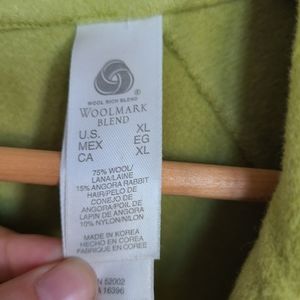 WOOL RICH BLEND
WOOLMARK
BLEND
U.S. XL
MEX EG
CA XL
75% WOOL/
LANA/LAINE
15% ANGORA RABBIT
HAIR/PELO DE
CONEJO DE
ANGORA/POIL DE
LAPIN DE ANGORA
10% NYLON/NILON
MADE IN KOREA
HECHO EN COREA
FABRIQUE EN COREE
N 52002
A 16396